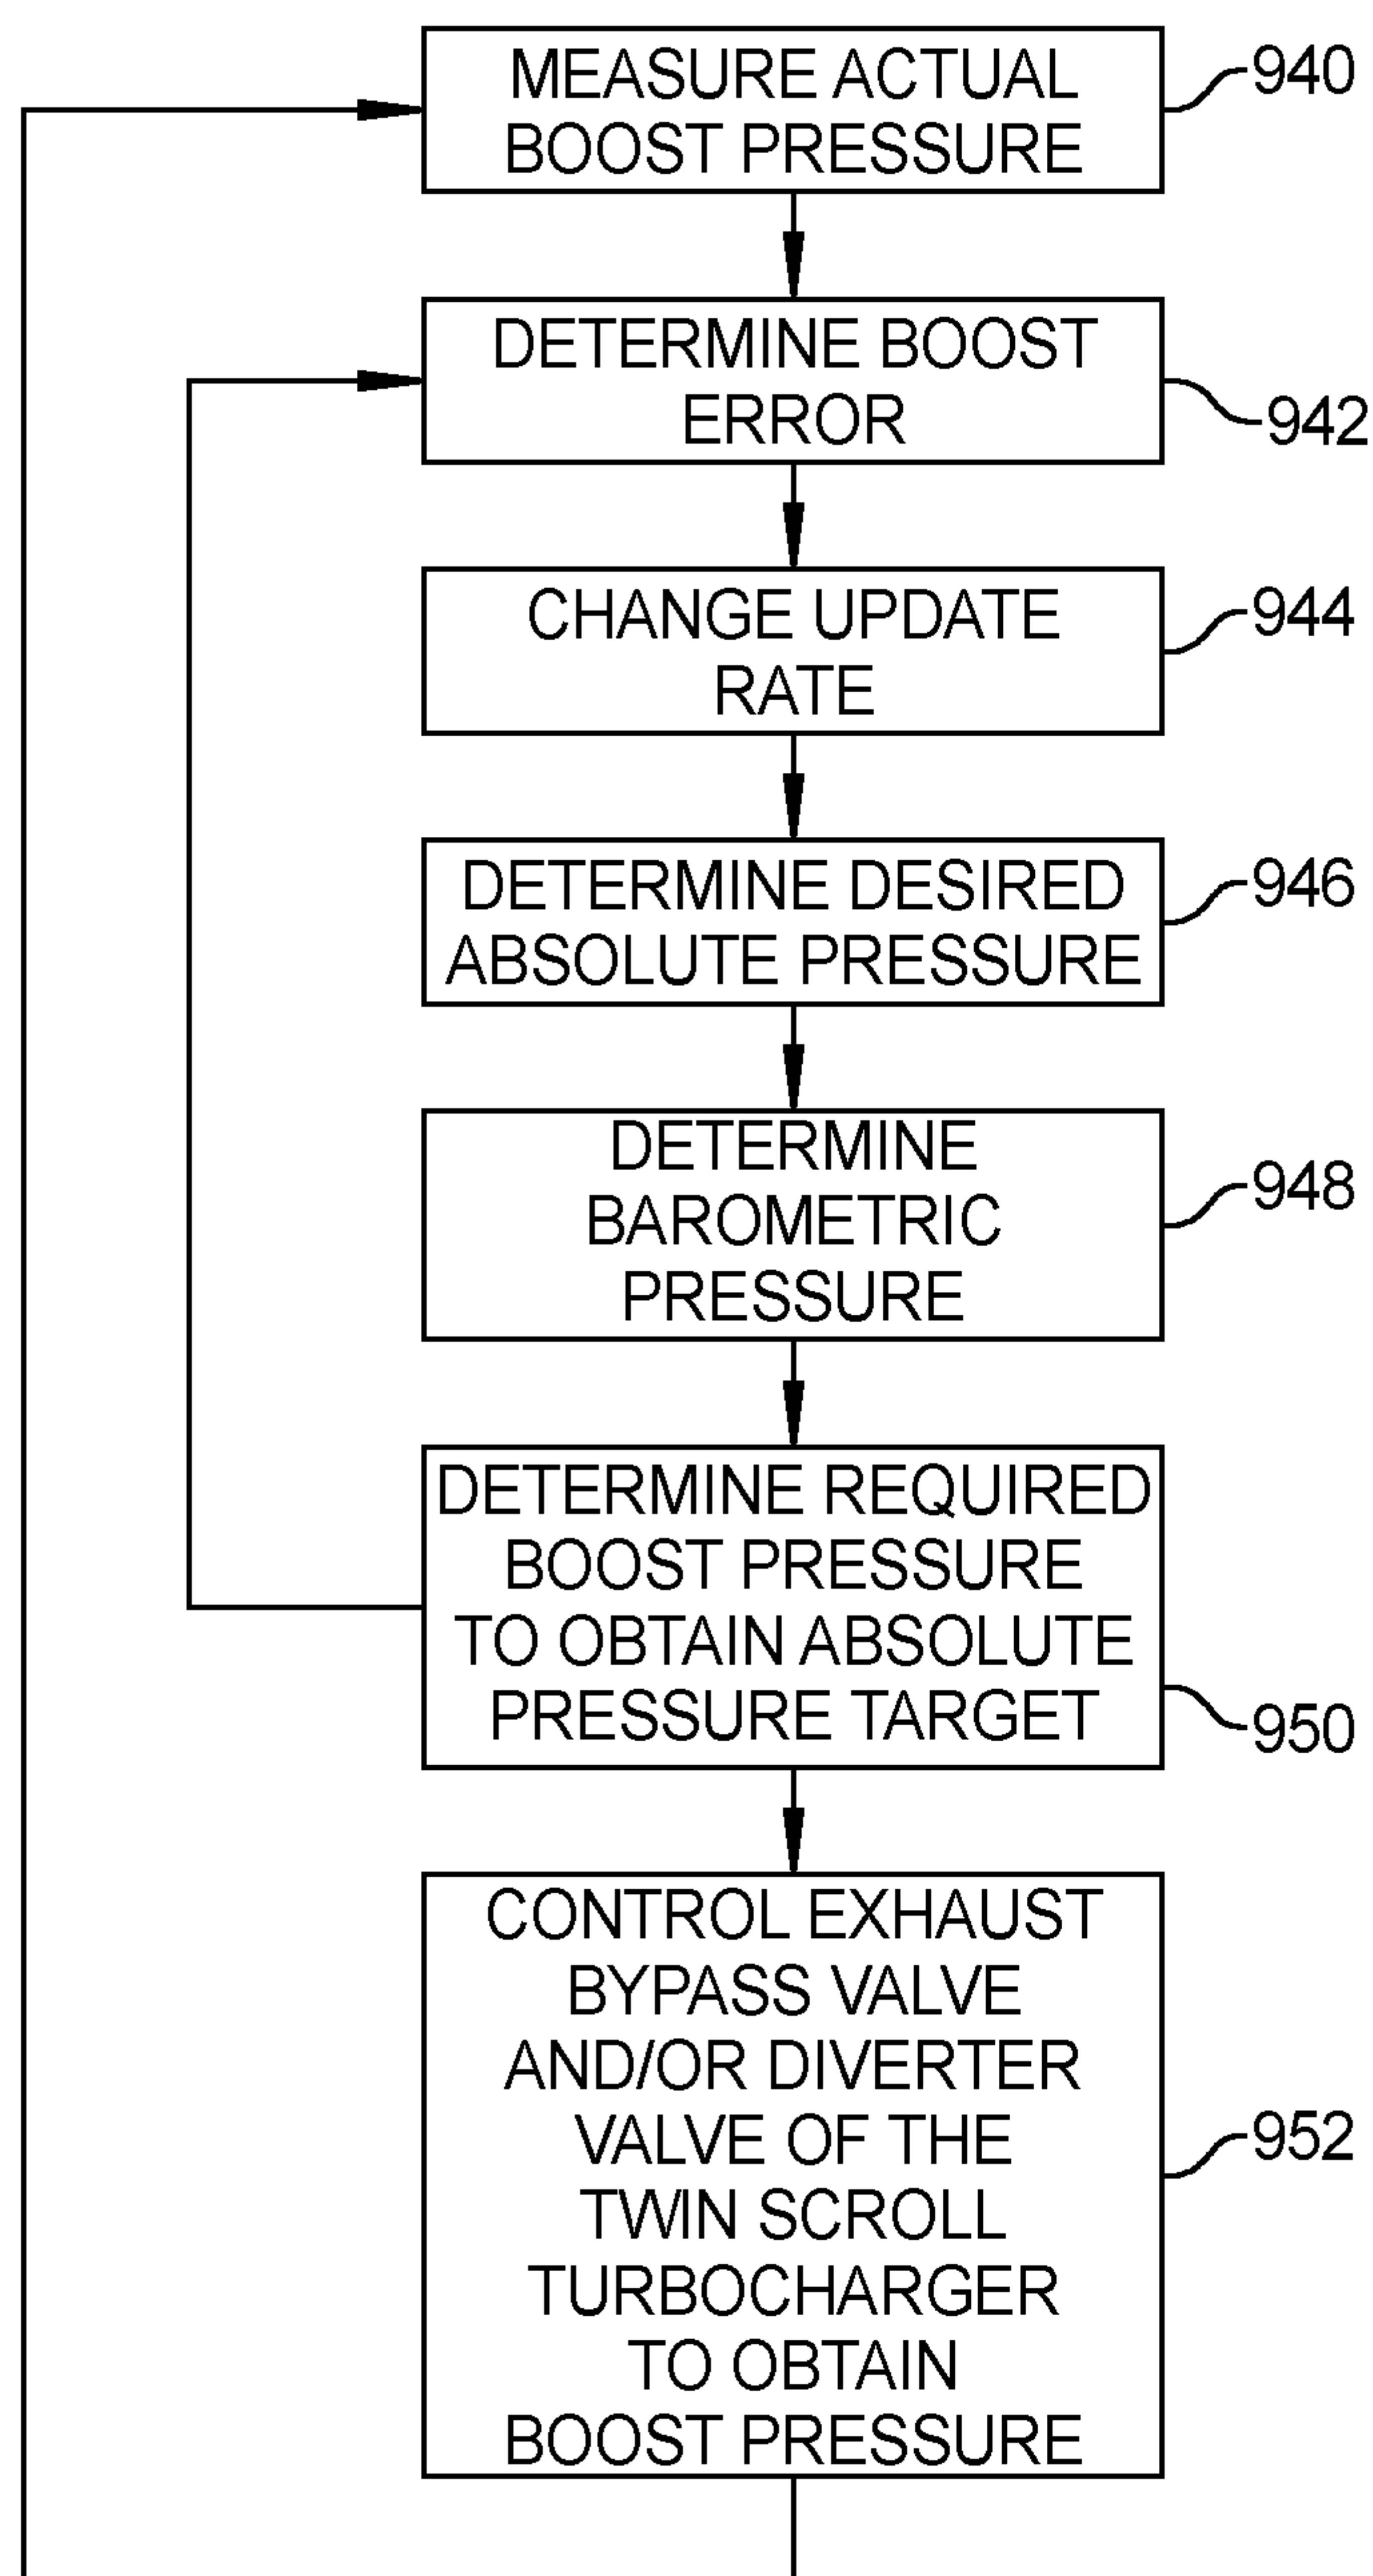 MEASURE ACTUAL
BOOST PRESSURE
940
DETERMINE BOOST
ERROR
942
CHANGE UPDATE
RATE
944
DETERMINE DESIRED
ABSOLUTE PRESSURE
946
DETERMINE
BAROMETRIC
PRESSURE
948
DETERMINE REQUIRED
BOOST PRESSURE
TO OBTAIN ABSOLUTE
PRESSURE TARGET
950
CONTROL EXHAUST
BYPASS VALVE
AND/OR DIVERTER
VALVE OF THE
TWIN SCROLL
TURBOCHARGER
TO OBTAIN
BOOST PRESSURE
952